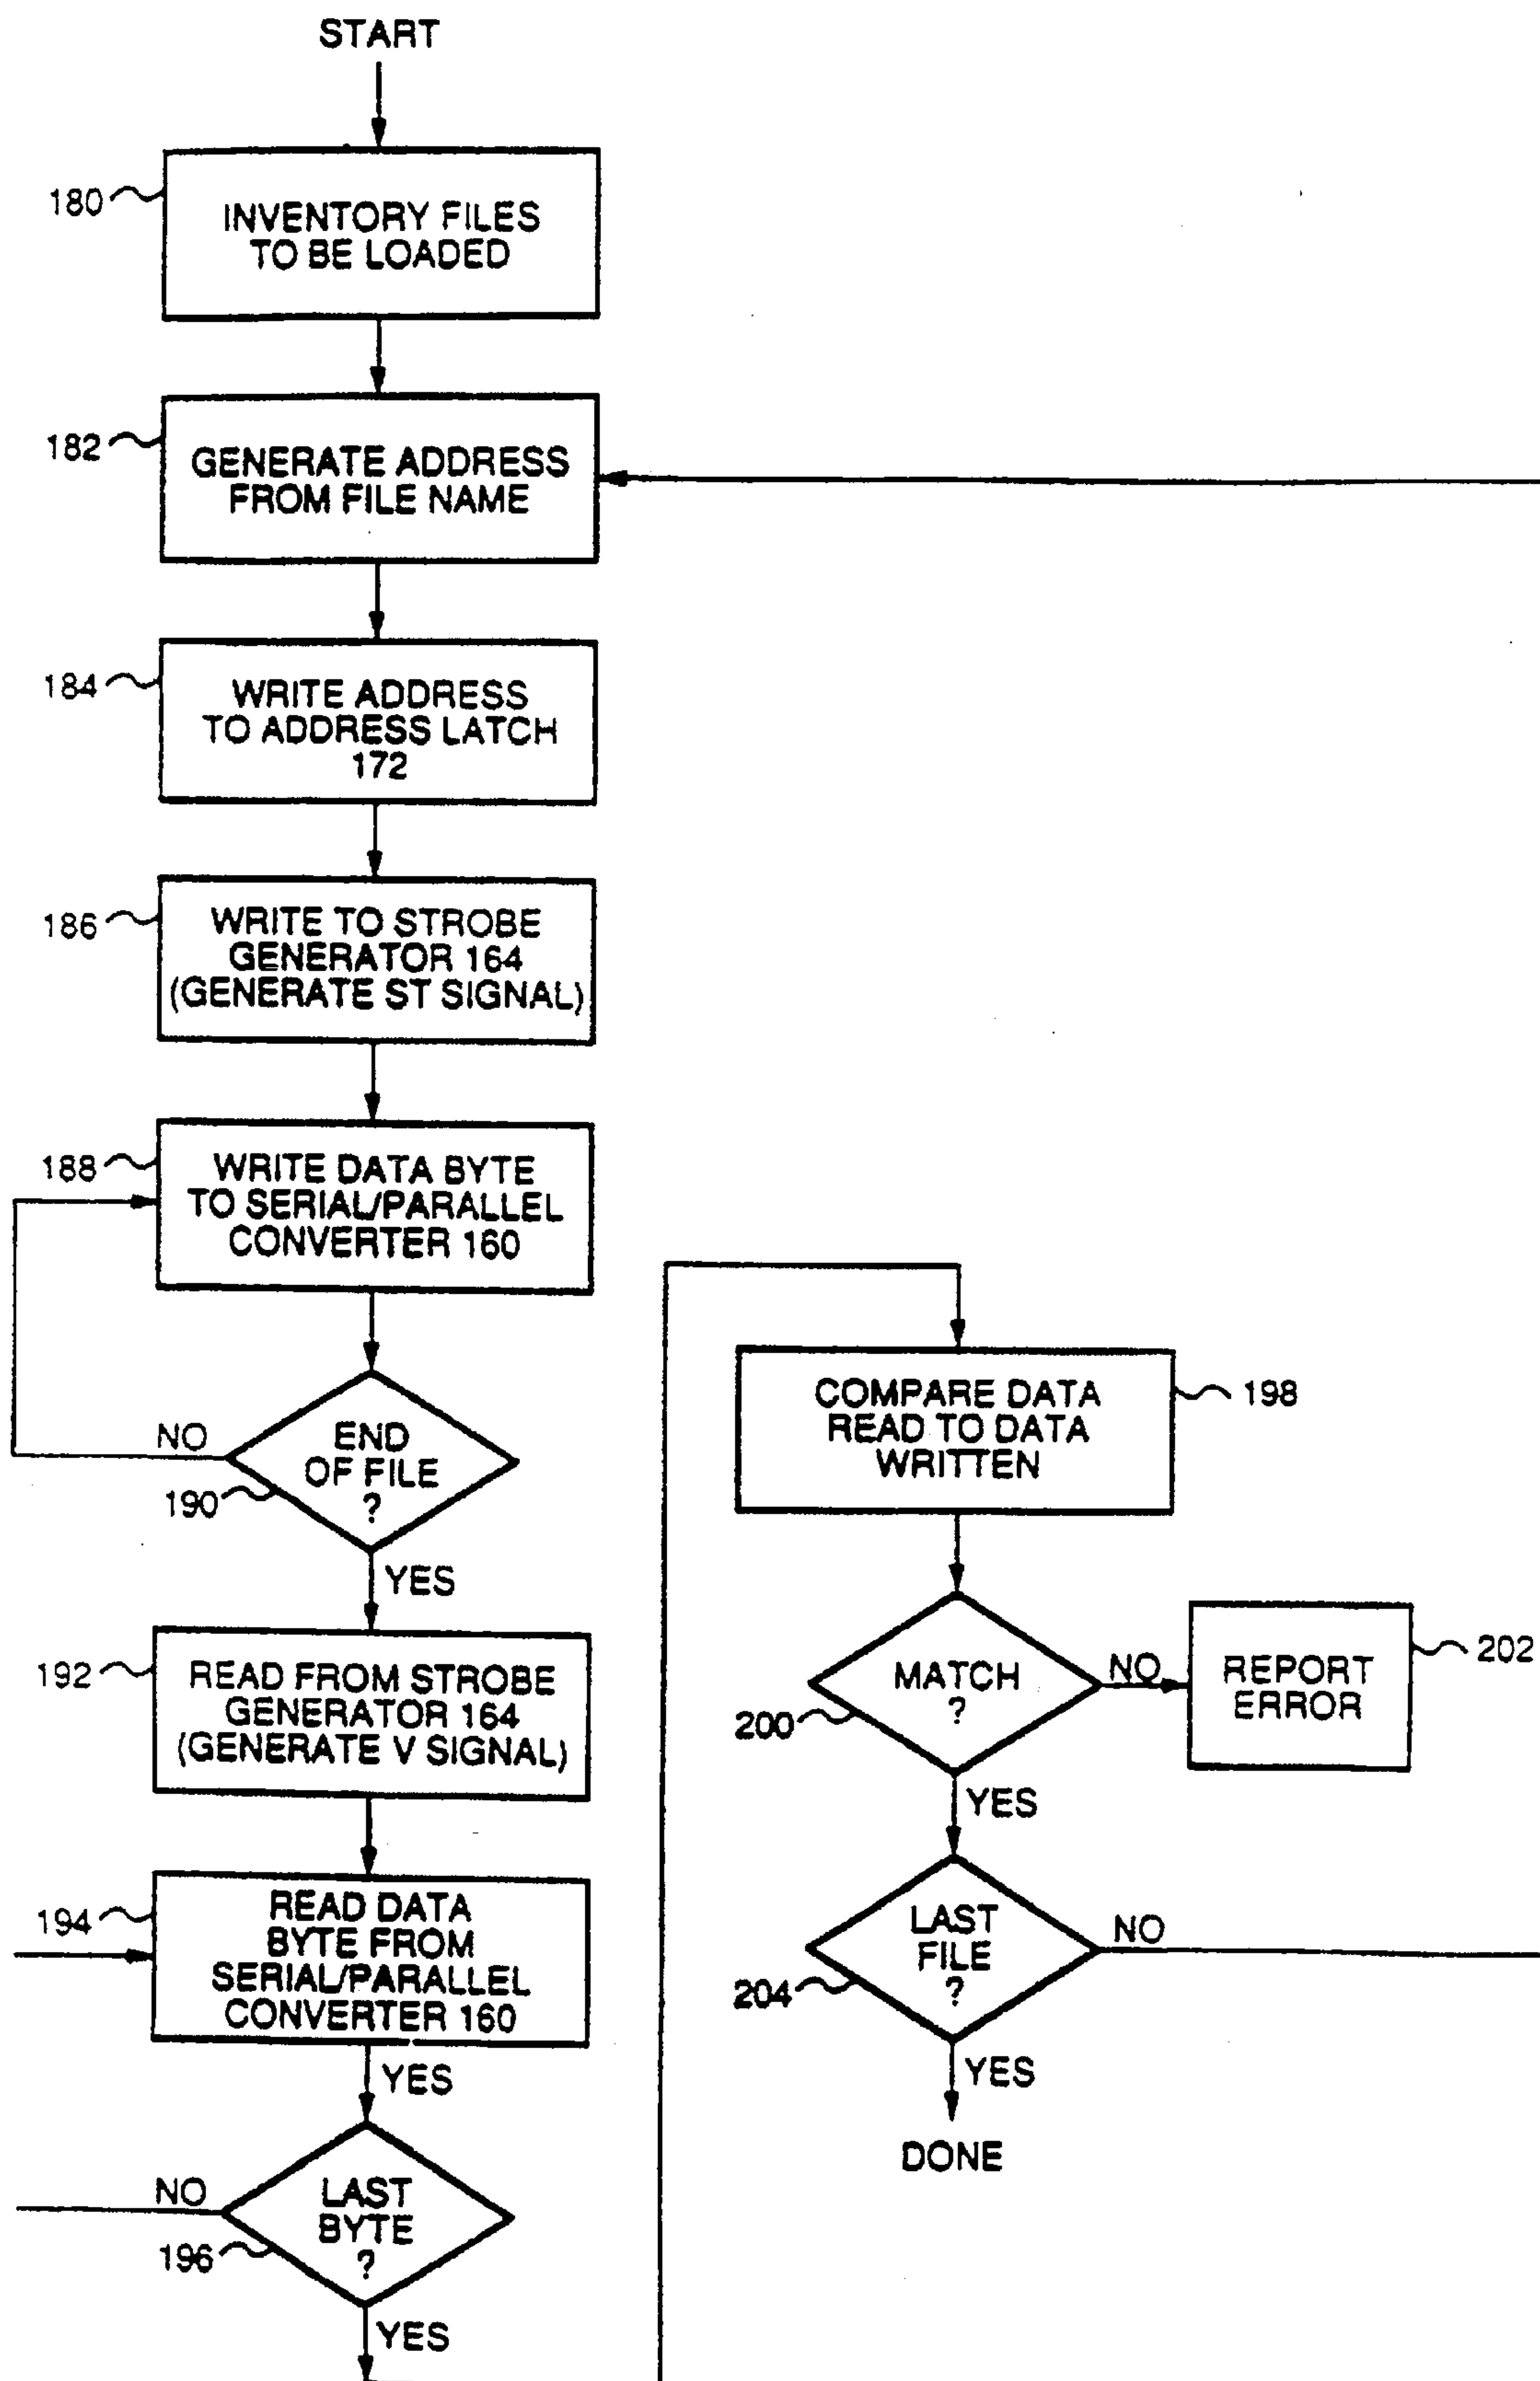 START
180
INVENTORY FILES
TO BE LOADED
182
GENERATE ADDRESS
FROM FILE NAME
184
WRITE ADDRESS
TO ADDRESS LATCH
172
186
WRITE TO STROBE
GENERATOR 164
(GENERATE ST SIGNAL)
188
WRITE DATA BYTE
TO SERIAL/PARALLEL
CONVERTER 160
NO
END
OF FILE
?
190
YES
192
READ FROM STROBE
GENERATOR 164
(GENERATE V SIGNAL)
194
READ DATA
BYTE FROM
SERIAL/PARALLEL
CONVERTER 160
YES
NO
LAST
BYTE
?
196
YES
COMPARE DATA
READ TO DATA
WRITTEN
198
MATCH
?
200
NO
REPORT
ERROR
202
YES
LAST
FILE
?
204
NO
YES
DONE